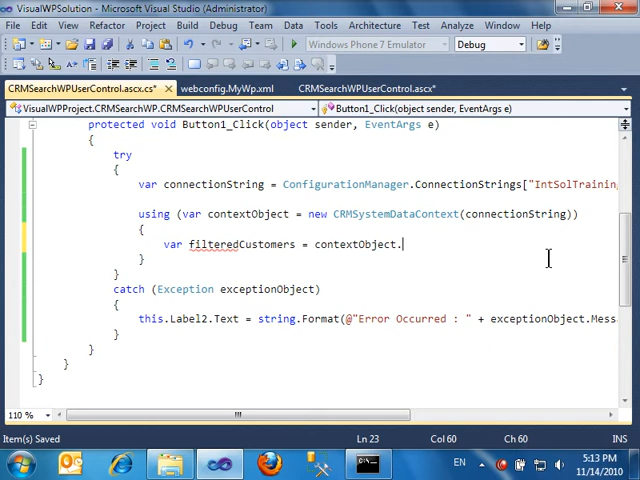 VisualWPSolution - Microsoft Visual Studio (Administrator)
File Edit View Refactor Project Build Debug Team Data Tools Architecture Test Analyze Window Help
Windows Phone 7 Emulator Debug
CRMSearchWPUserControl.ascx.cs* webconfig.MyWp.xml CRMSearchWPUserControl.ascx*
VisualWPProject.CRMSearchWP.CRMSearchWPUserControl Button1_Click(object sender, EventArgs e)
protected void Button1_Click(object sender, EventArgs e)
{
try
{
var connectionString = ConfigurationManager.ConnectionStrings["IntSolTraining
using (var contextObject = new CRMSystemDataContext(connectionString))
{
var filteredCustomers = contextObject.
}
}
catch (Exception exceptionObject)
{
this.Label2.Text = string.Format(@"Error Occurred : " + exceptionObject.Mess
}
}
}
}
110 %
Item(s) Saved Ln 23 Col 60 Ch 60 INS
EN 5:13 PM
11/14/2010